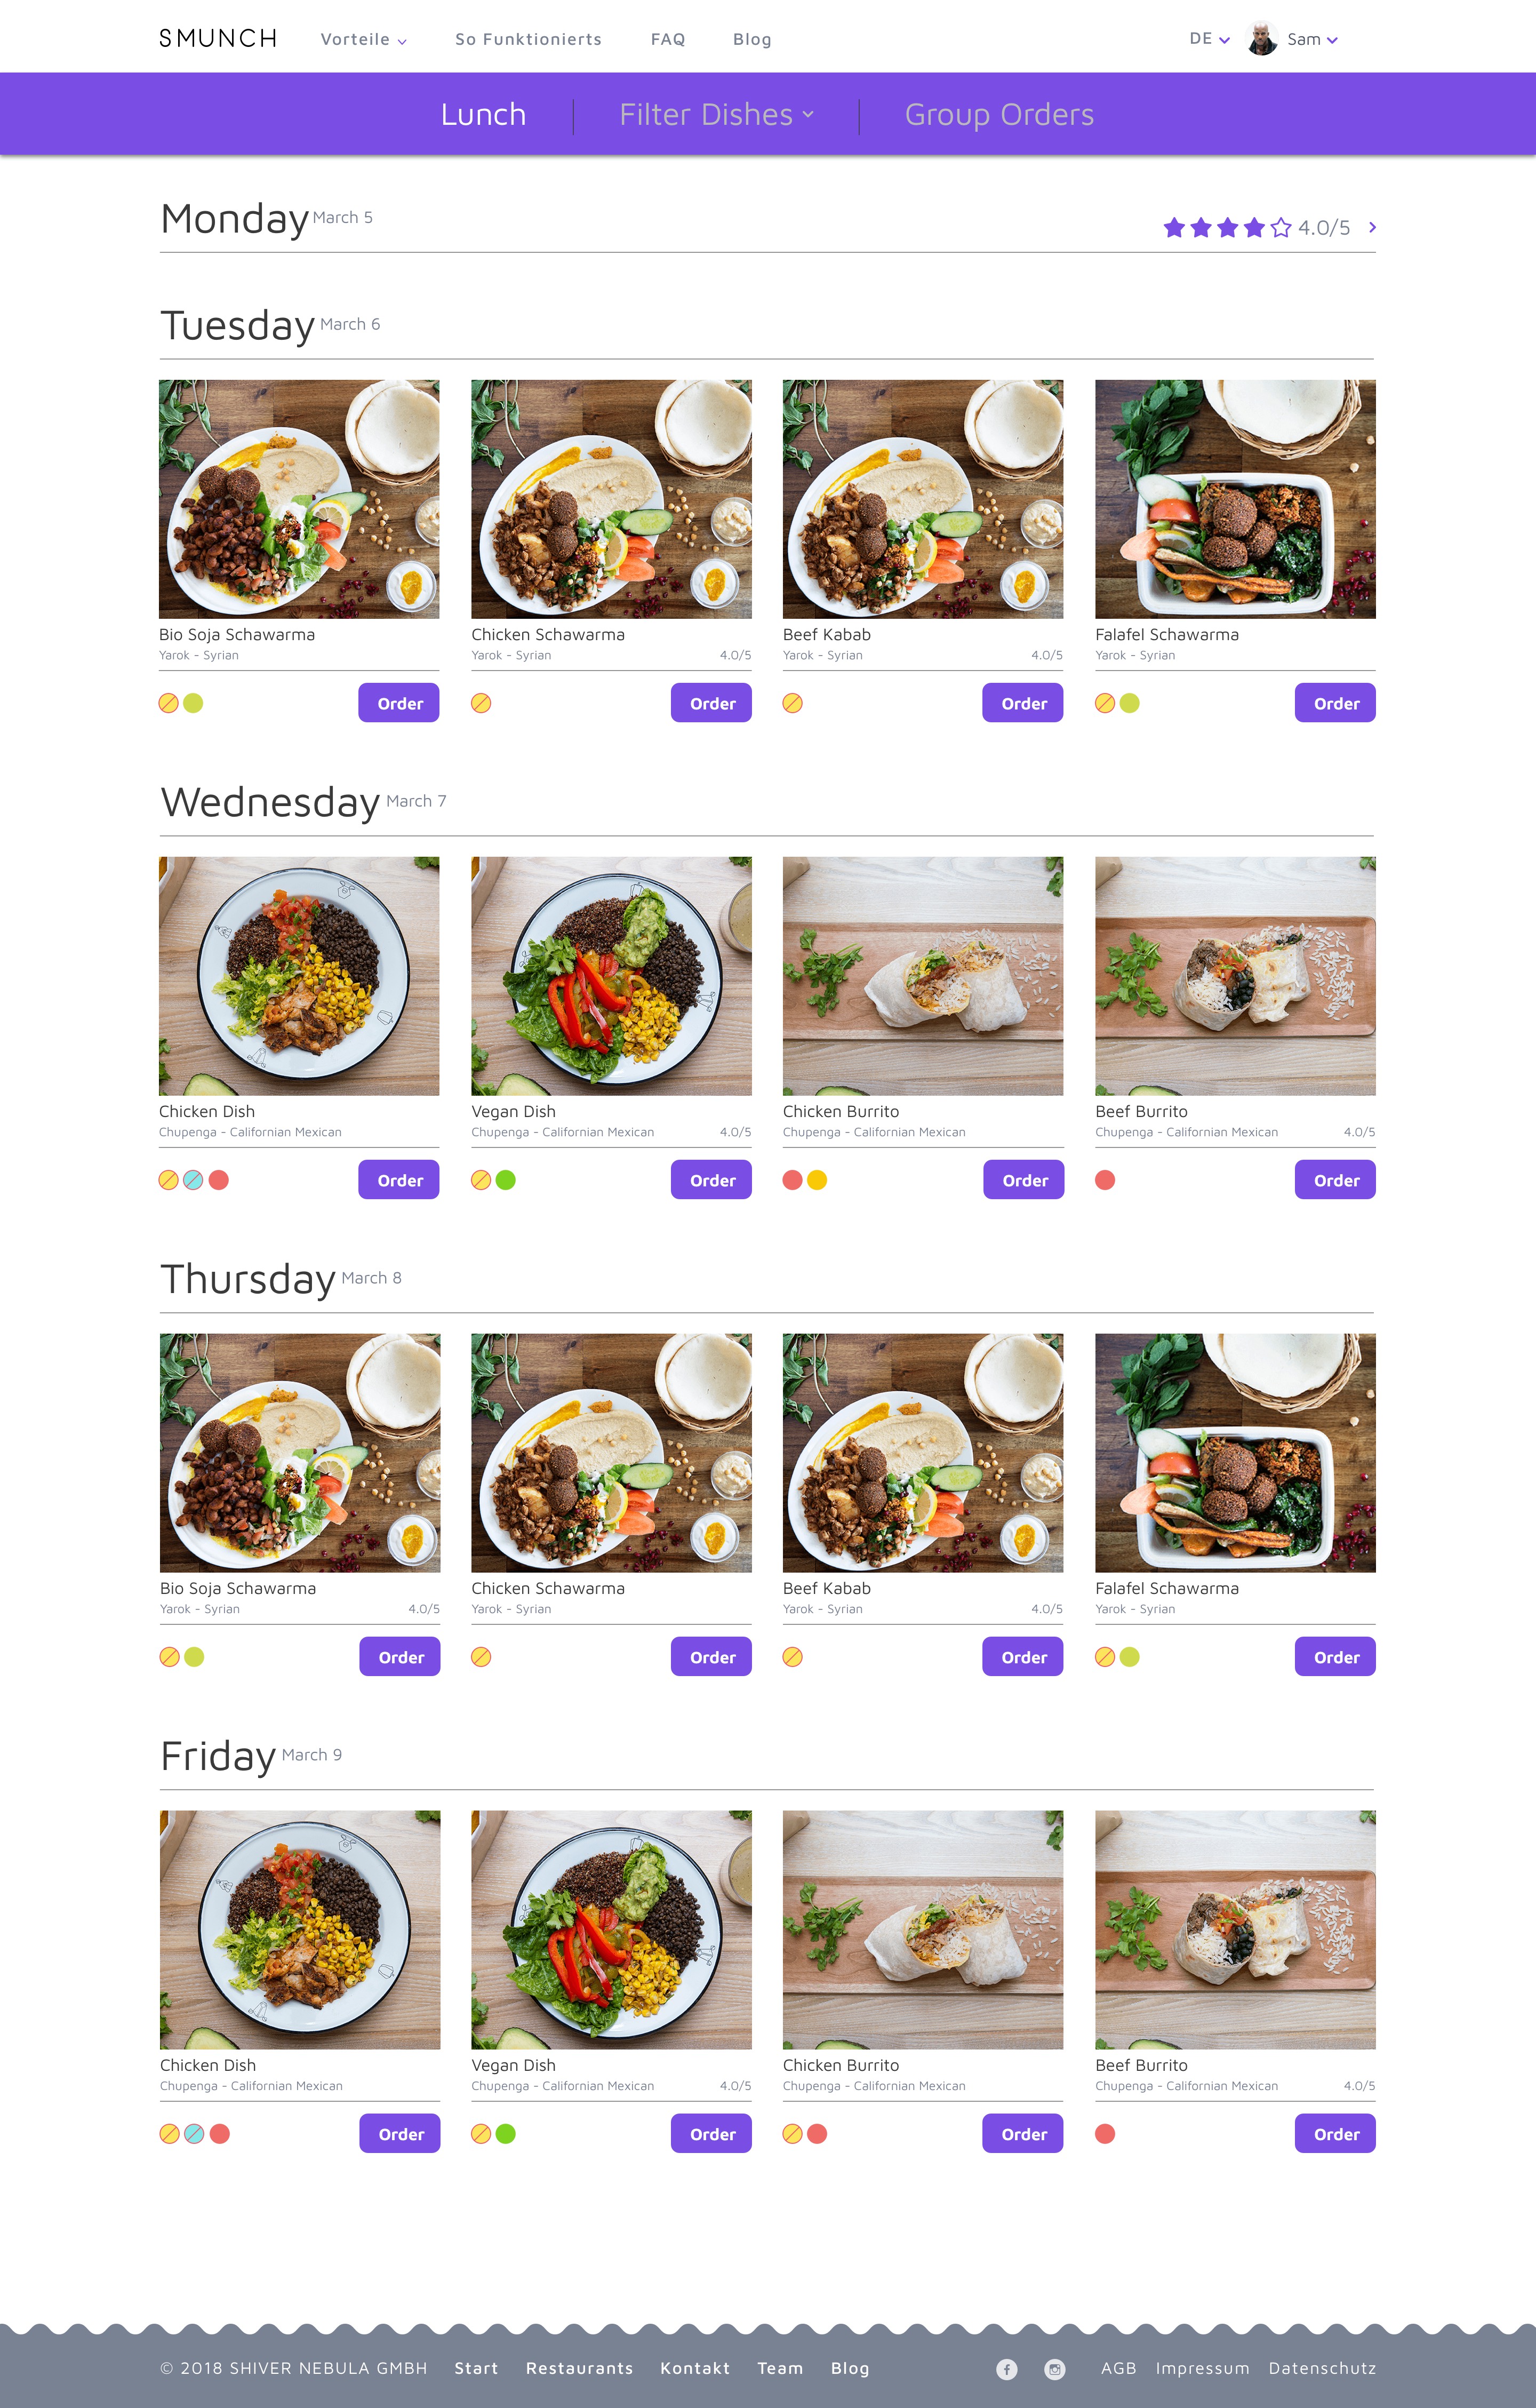 SMUNCH Vorteile So Funktionierts FAQ Blog DE Sam
Lunch Filter Dishes Group Orders
Monday March 5 4.0/5
Tuesday March 6
Bio Soja Schawarma
Yarok - Syrian
Order
Chicken Schawarma
Yarok - Syrian 4.0/5
Order
Beef Kabab
Yarok - Syrian 4.0/5
Order
Falafel Schawarma
Yarok - Syrian
Order
Wednesday March 7
Chicken Dish
Chupenga - Californian Mexican
Order
Vegan Dish
Chupenga - Californian Mexican 4.0/5
Order
Chicken Burrito
Chupenga - Californian Mexican
Order
Beef Burrito
Chupenga - Californian Mexican 4.0/5
Order
Thursday March 8
Bio Soja Schawarma
Yarok - Syrian 4.0/5
Order
Chicken Schawarma
Yarok - Syrian
Order
Beef Kabab
Yarok - Syrian 4.0/5
Order
Falafel Schawarma
Yarok - Syrian
Order
Friday March 9
Chicken Dish
Chupenga - Californian Mexican
Order
Vegan Dish
Chupenga - Californian Mexican 4.0/5
Order
Chicken Burrito
Chupenga - Californian Mexican
Order
Beef Burrito
Chupenga - Californian Mexican 4.0/5
Order
© 2018 SHIVER NEBULA GMBH Start Restaurants Kontakt Team Blog AGB Impressum Datenschutz